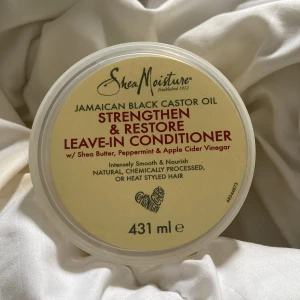 SheaMoisture
Established 1912
JAMAICAN BLACK CASTOR OIL
STRENGTHEN
& RESTORE
LEAVE-IN CONDITIONER
w/ Shea Butter, Peppermint & Apple Cider Vinegar
Intensely Smooth & Nourish
NATURAL, CHEMICALLY PROCESSED,
OR HEAT STYLED HAIR
431 ml e